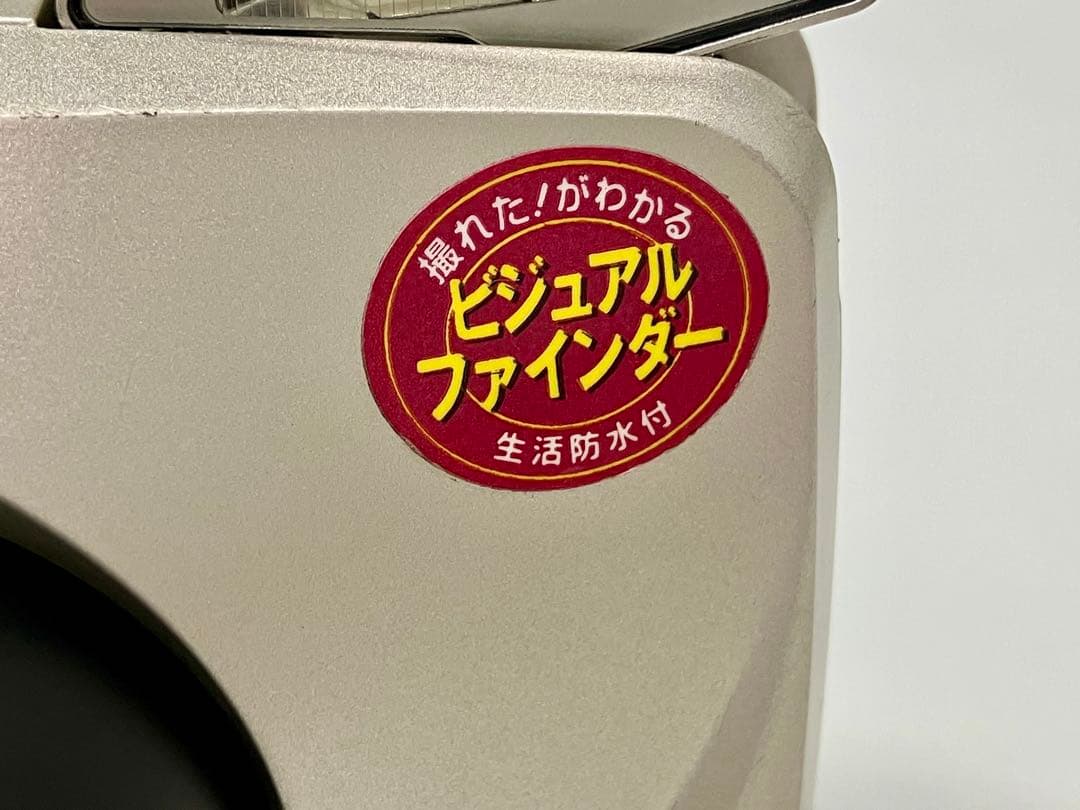 撮れた!がわかる
ビジュアル
ファインダー
生活防水付